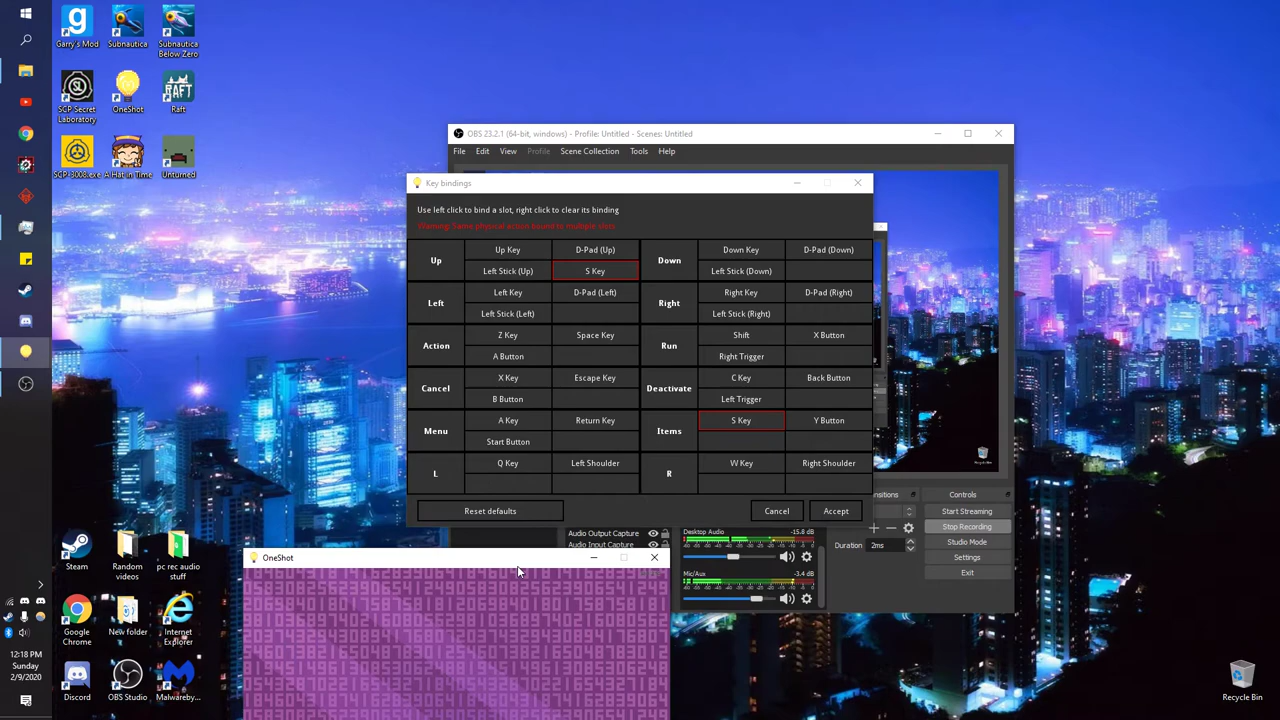 Garry's Mod
Subnautica
Subnautica
Below Zero
SCP Secret
Laboratory
OneShot
Raft
SCP-3008.exe
A Hat in Time
Unturned
OBS 23.2.1 (64-bit, windows) - Profile: Untitled - Scenes: Untitled
File Edit View Profile Scene Collection Tools Help
Key bindings
Use left click to bind a slot, right click to clear its binding
Warning: Same physical action bound to multiple slots
Up
Up Key
D-Pad (Up)
Left Stick (Up)
S Key
Down
Down Key
D-Pad (Down)
Left Stick (Down)
Left
Left Key
D-Pad (Left)
Left Stick (Left)
Right
Right Key
D-Pad (Right)
Left Stick (Right)
Action
Z Key
Space Key
A Button
Run
Shift
X Button
Right Trigger
Cancel
X Key
Escape Key
B Button
Deactivate
C Key
Back Button
Left Trigger
Menu
A Key
Return Key
Start Button
Items
S Key
Y Button
L
Q Key
Left Shoulder
R
W Key
Right Shoulder
Reset defaults
Cancel
Accept
Controls
Start Streaming
Stop Recording
Studio Mode
Settings
Exit
Duration 2ms
Audio Output Capture
Audio Input Capture
Desktop Audio
-15.8 dB
Mic/Aux
-3.4 dB
OneShot
Steam
Random
videos
pc rec audio
stuff
Google
Chrome
New folder
Internet
Explorer
Discord
OBS Studio
Malwareby...
12:18 PM
Sunday
2/9/2020
Recycle Bin